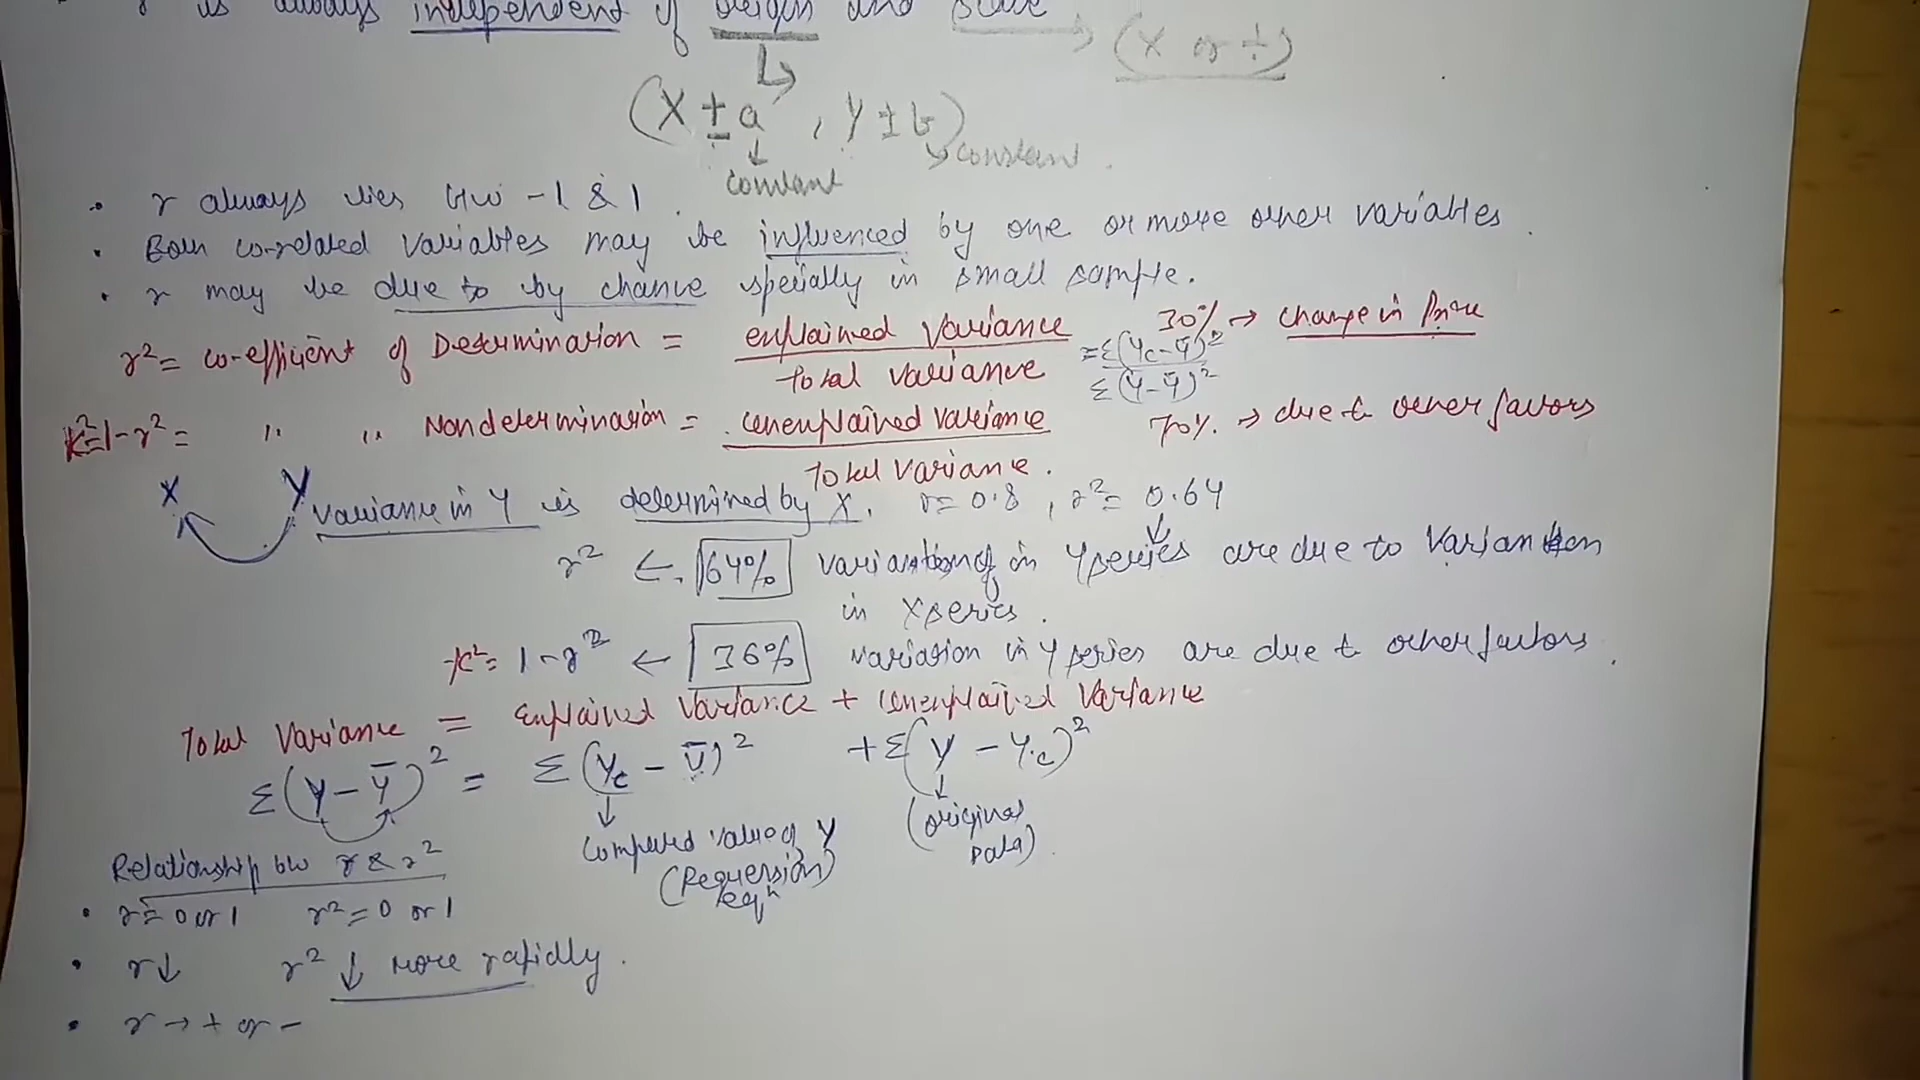 r is always independent of origin and scale → (X or ÷)
(X ± a , Y ± b)
constant constant
• r always lies b/w -1 & 1.
• Both co-related variables may be influenced by one or more other variables.
• r may be due to by chance specially in small sample.
r² = co-efficient of Determination = explained Variance / Total Variance = Σ(Yc-Ȳ)² / Σ(Y-Ȳ)² 30% → change in Price
K²=1-r² = " " Nondetermination = unexplained Variance / Total Variance. 70%. → due to other factors
X Y
Variance in Y is determined by X. r = 0.8 , r² = 0.64
r² ← 64% variation in Y series are due to Variation
in X series.
K² = 1-r² ← 36% variation in Y series are due to other factors.
Total Variance = Explained Variance + Unexplained Variance
Σ(Y-Ȳ)² = Σ(Yc - Ȳ)² + Σ(Y - Yc)²
Computed value of Y (original
(Regression Data).
eqⁿ)
Relationship bw r & r²
• r = 0 or 1 r² = 0 or 1
• r↓ r² ↓ more rapidly.
• r → + or -